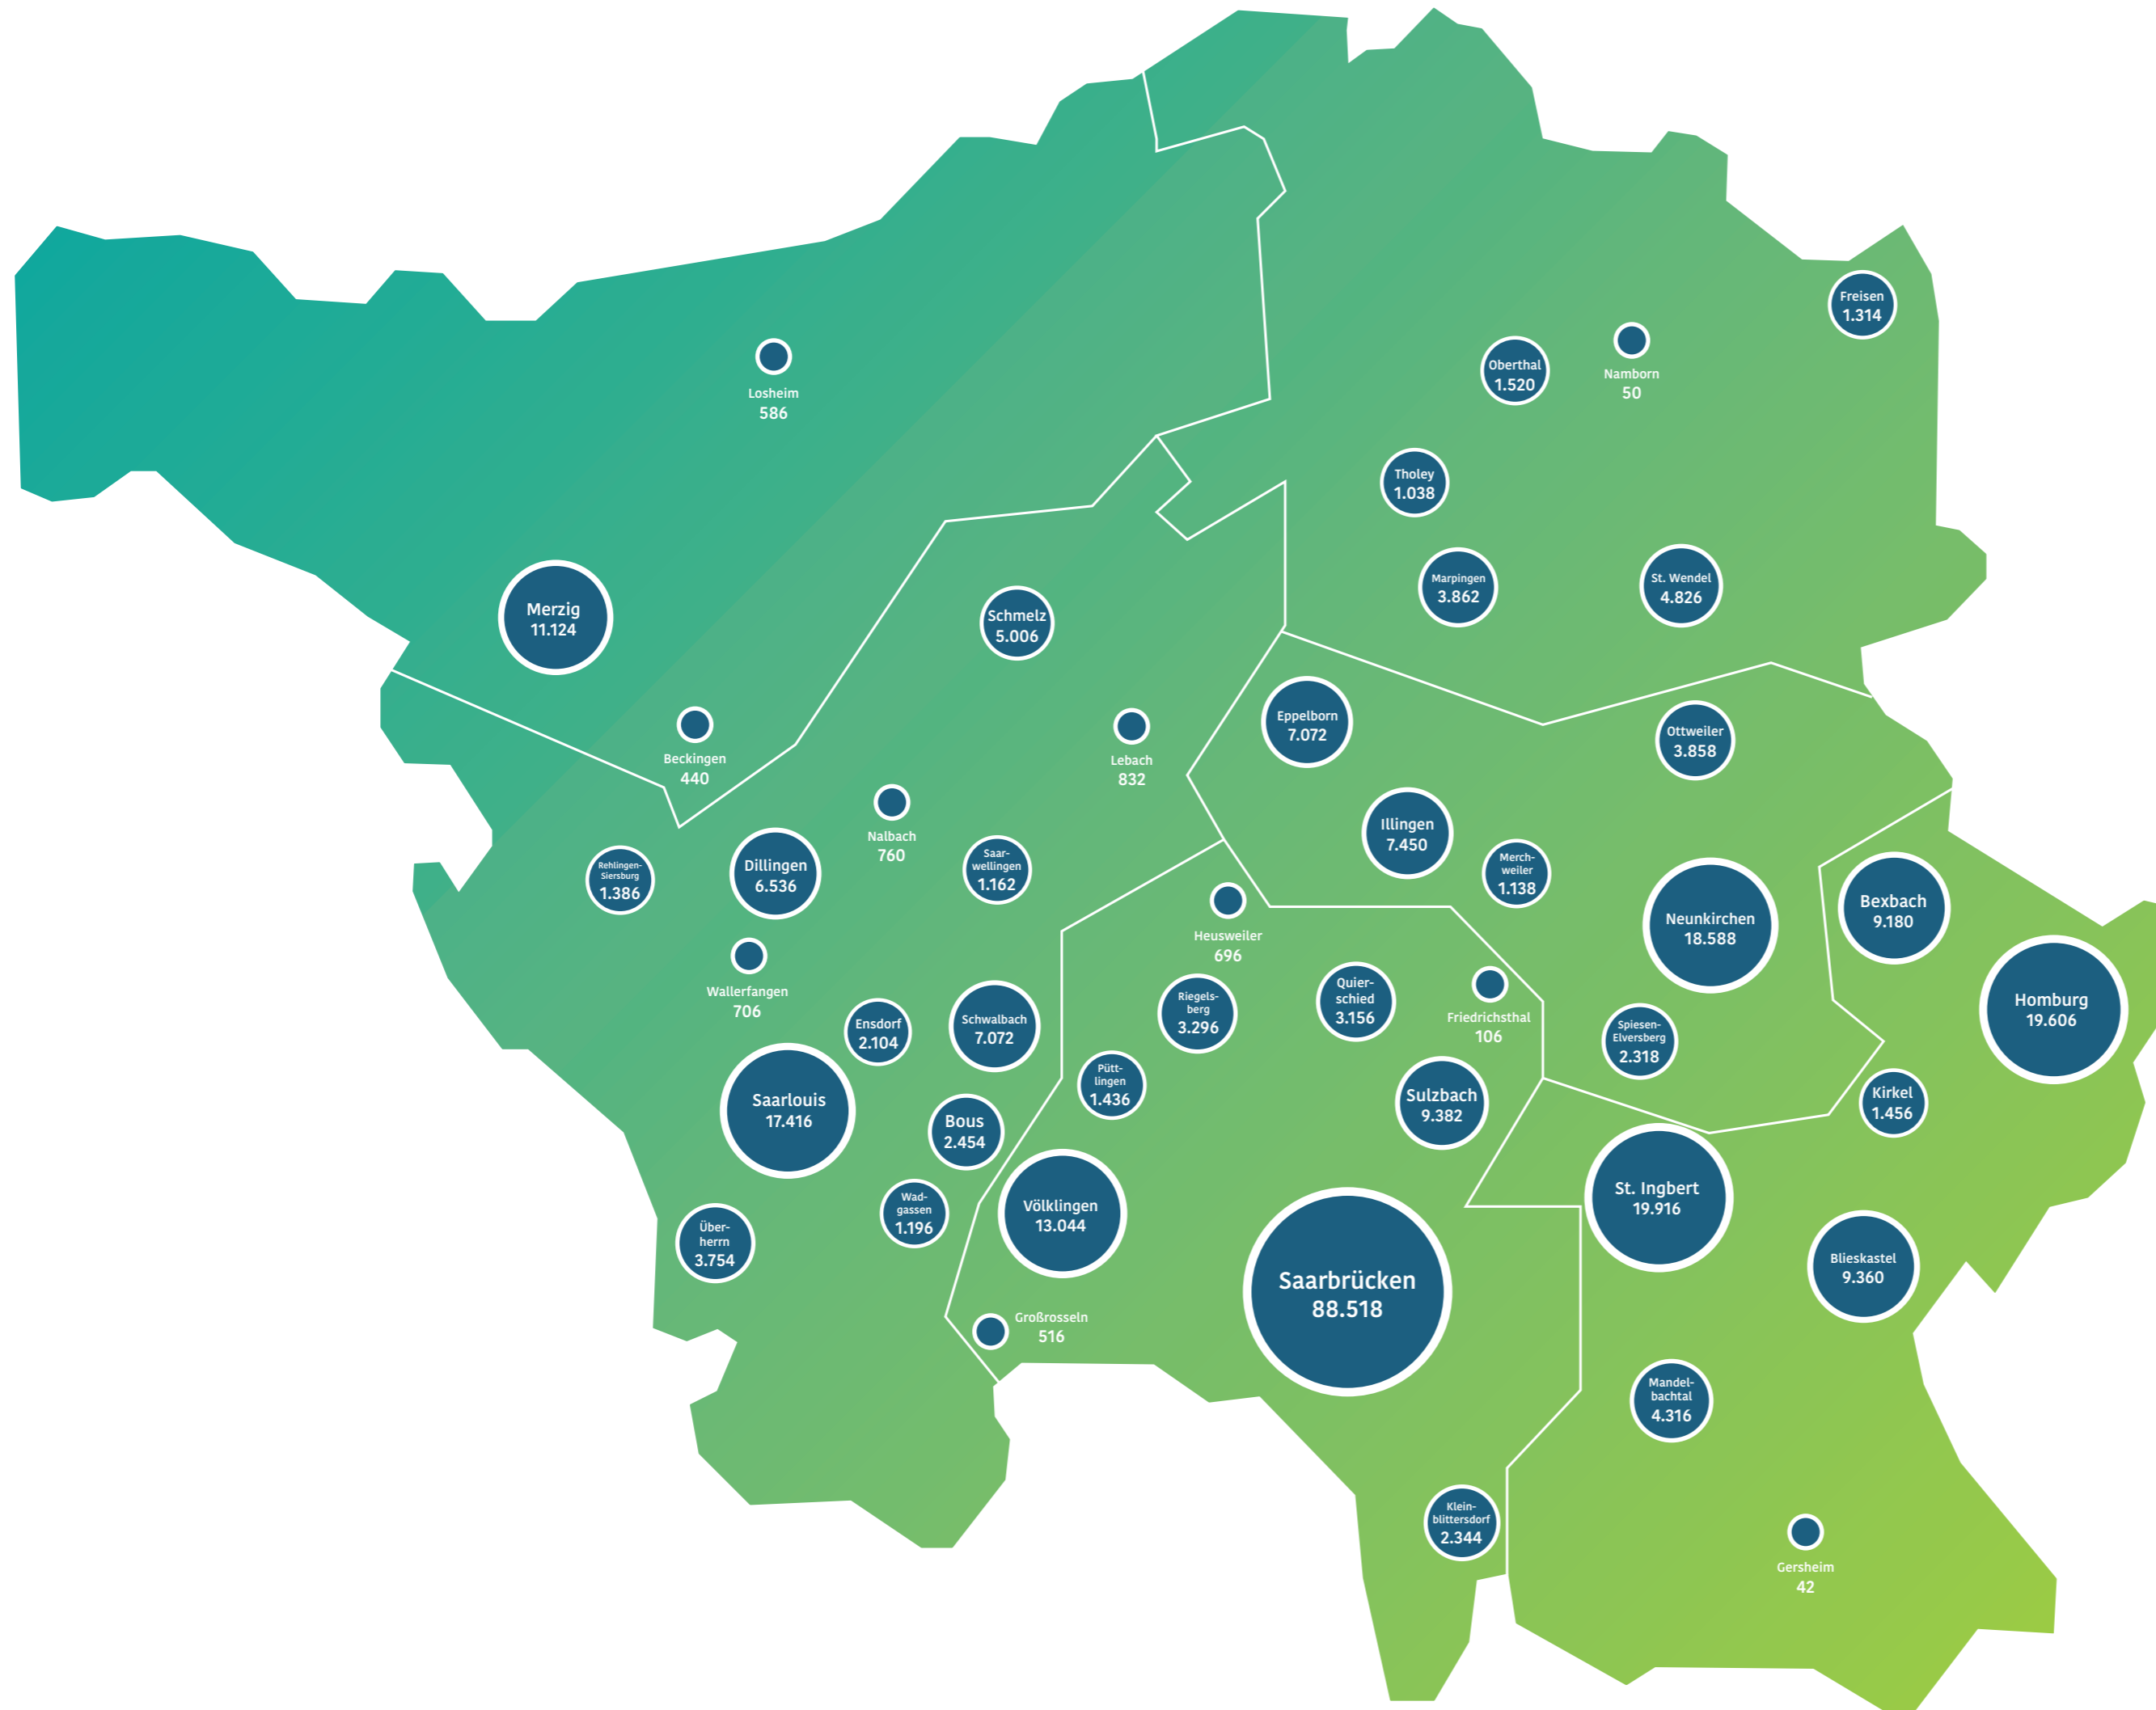 Freisen
1.314
Oberthal
1.520
Namborn
50
Losheim
586
Tholey
1.038
Marpingen
3.862
St. Wendel
4.826
Merzig
11.124
Schmelz
5.006
Eppelborn
7.072
Ottweiler
3.858
Beckingen
440
Lebach
832
Nalbach
760
Illingen
7.450
Rehlingen-
Siersburg
1.386
Dillingen
6.536
Saar-
wellingen
1.162
Merch-
weiler
1.138
Neunkirchen
18.588
Bexbach
9.180
Heusweiler
696
Wallerfangen
706
Homburg
19.606
Ensdorf
2.104
Schwalbach
7.072
Riegels-
berg
3.296
Quier-
schied
3.156
Friedrichsthal
106
Spiesen-
Elversberg
2.318
Saarlouis
17.416
Pütt-
lingen
1.436
Sulzbach
9.382
Kirkel
1.456
Bous
2.454
Wad-
gassen
1.196
Völklingen
13.044
St. Ingbert
19.916
Über-
herrn
3.754
Blieskastel
9.360
Saarbrücken
88.518
Großrosseln
516
Mandel-
bachtal
4.316
Klein-
blittersdorf
2.344
Gersheim
42